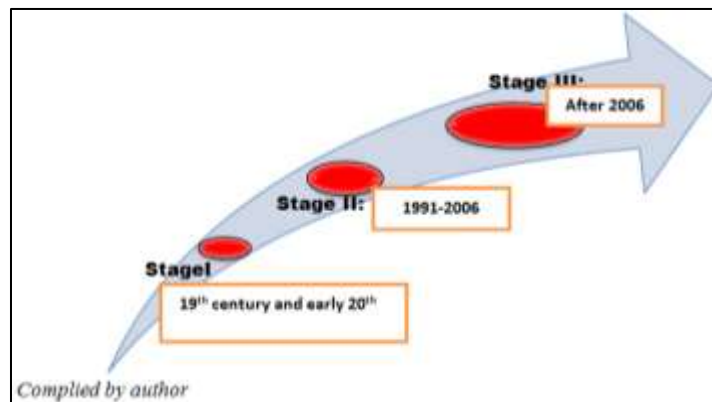 Stage III:
After 2006
Stage II:
1991-2006
StageI
19th century and early 20th
Complied by author